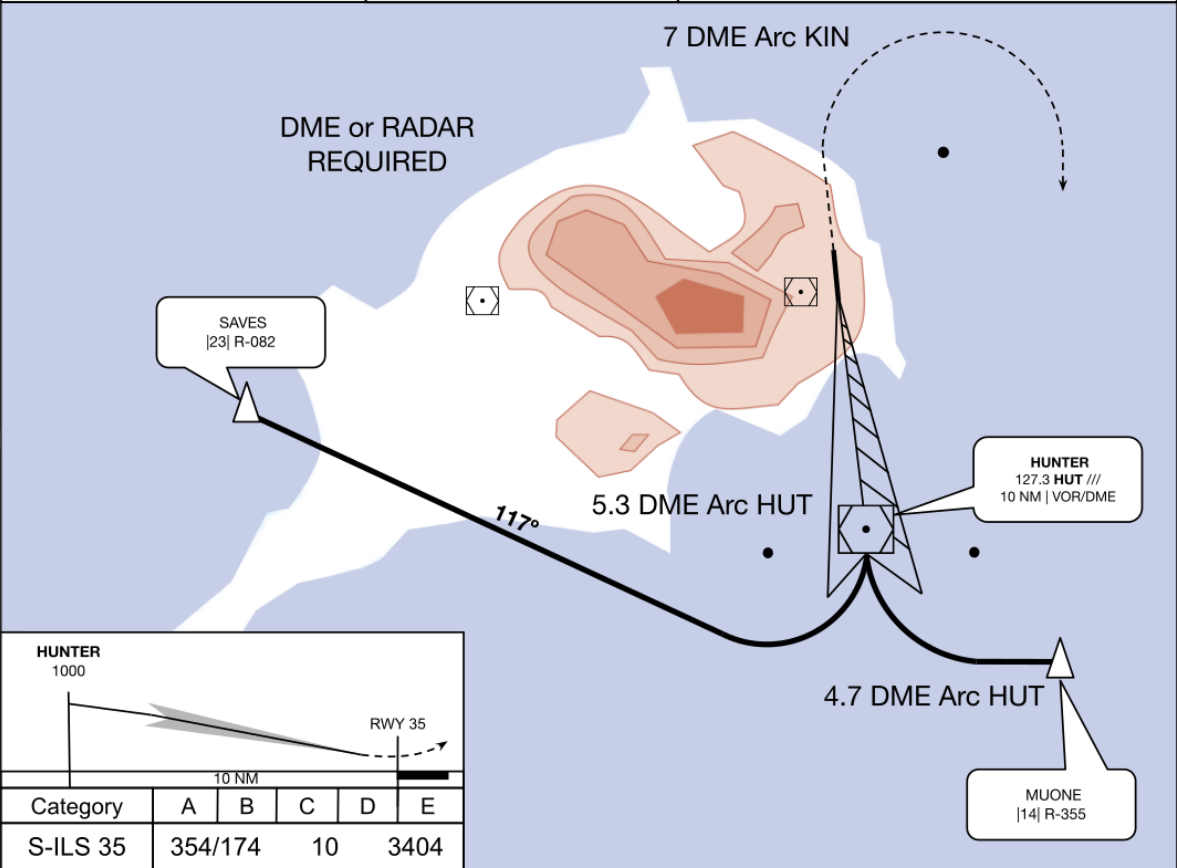 7 DME Arc KIN
DME or RADAR
REQUIRED
SAVES
|23| R-082
HUNTER
127.3 HUT ///
10 NM | VOR/DME
5.3 DME Arc HUT
117º
4.7 DME Arc HUT
MUONE
|14| R-355
HUNTER
1000
RWY 35
10 NM
Category A B C D E
S-ILS 35 354/174 10 3404